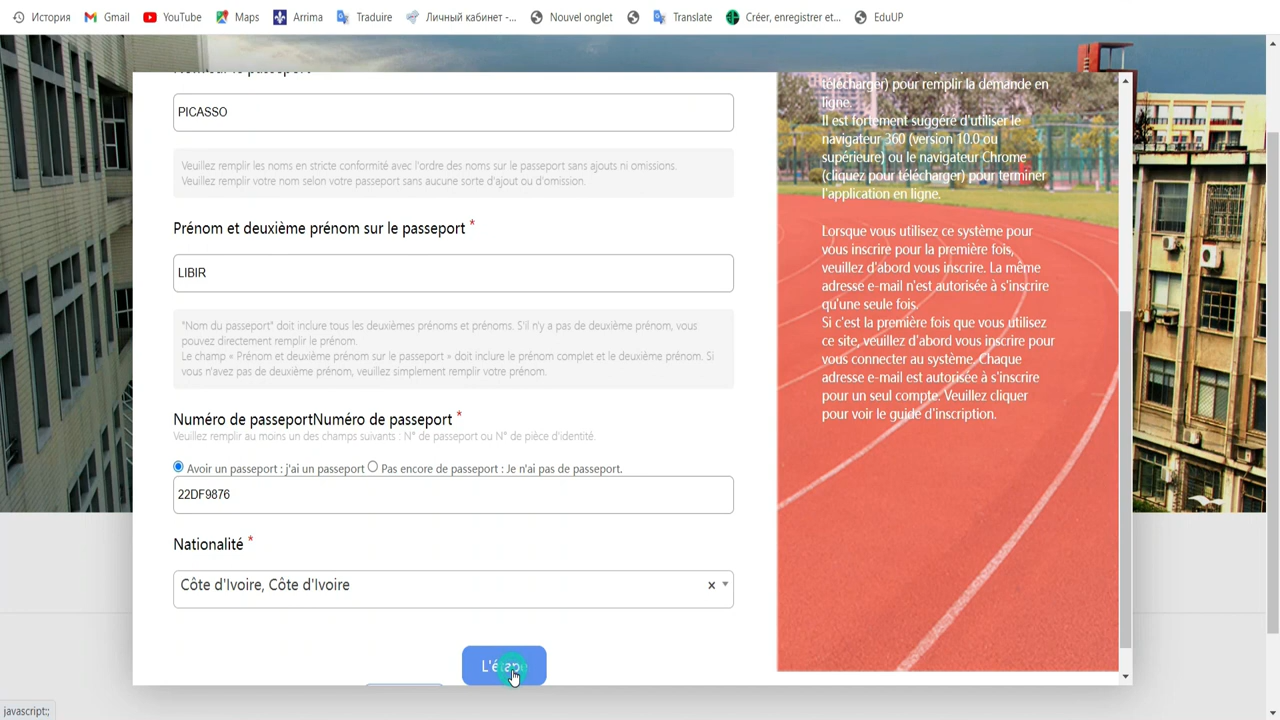 История Gmail YouTube Maps Arrima Traduire Личный кабинет -... Nouvel onglet Translate Créer, enregistrer et... EduUP
PICASSO
Veuillez remplir les noms en stricte conformité avec l'ordre des noms sur le passeport sans ajouts ni omissions.
Veuillez remplir votre nom selon votre passeport sans aucune sorte d'ajout ou d'omission.
Prénom et deuxième prénom sur le passeport *
LIBIR
"Nom du passeport" doit inclure tous les deuxièmes prénoms et prénoms. S'il n'y a pas de deuxième prénom, vous
pouvez directement remplir le prénom.
Le champ « Prénom et deuxième prénom sur le passeport » doit inclure le prénom complet et le deuxième prénom. Si
vous n'avez pas de deuxième prénom, veuillez simplement remplir votre prénom.
Numéro de passeportNuméro de passeport *
Veuillez remplir au moins un des champs suivants : N° de passeport ou N° de pièce d'identité.
Avoir un passeport : j'ai un passeport Pas encore de passeport : Je n'ai pas de passeport.
22DF9876
Nationalité *
Côte d'Ivoire, Côte d'Ivoire ×
L'étape
télécharger) pour remplir la demande en
ligne.
Il est fortement suggéré d'utiliser le
navigateur 360 (version 10.0 ou
supérieure) ou le navigateur Chrome
(cliquez pour télécharger) pour terminer
l'application en ligne.
Lorsque vous utilisez ce système pour
vous inscrire pour la première fois,
veuillez d'abord vous inscrire. La même
adresse e-mail n'est autorisée à s'inscrire
qu'une seule fois.
Si c'est la première fois que vous utilisez
ce site, veuillez d'abord vous inscrire pour
vous connecter au système. Chaque
adresse e-mail est autorisée à s'inscrire
pour un seul compte. Veuillez cliquer
pour voir le guide d'inscription.
javascript:;